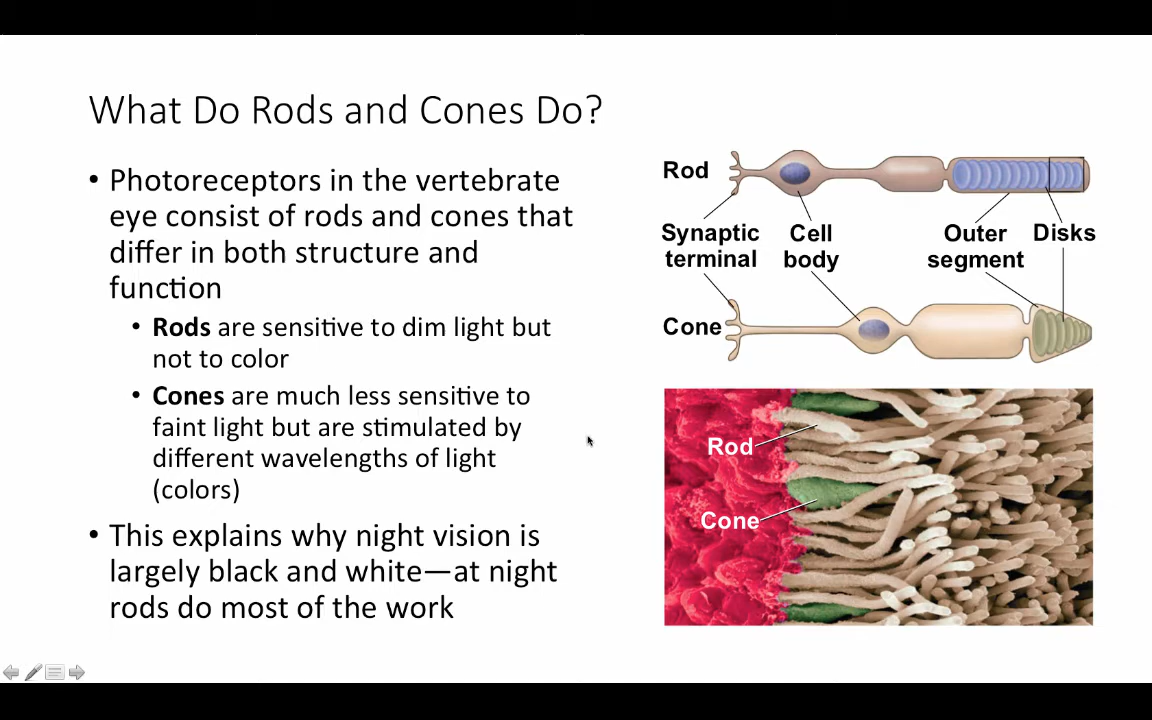 What Do Rods and Cones Do?
• Photoreceptors in the vertebrate
eye consist of rods and cones that
differ in both structure and
function
• Rods are sensitive to dim light but
not to color
• Cones are much less sensitive to
faint light but are stimulated by
different wavelengths of light
(colors)
• This explains why night vision is
largely black and white—at night
rods do most of the work
Rod
Synaptic
terminal
Cell
body
Outer
segment
Disks
Cone
Rod
Cone